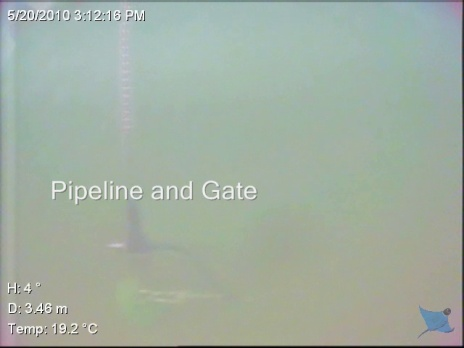 5/20/2010 3:12:16 PM
Pipeline and Gate
H: 4 °
D: 3.46 m
Temp: 19.2 °C